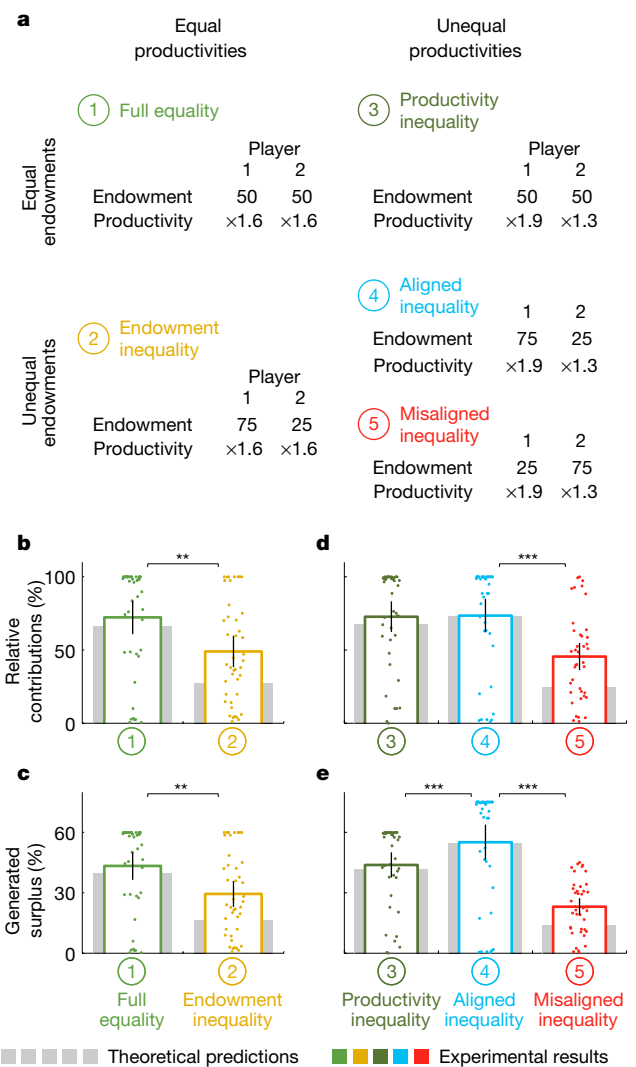 a
Equal
productivities
Unequal
productivities
Equal
endowments
1 Full equality
Player
1 2
Endowment 50 50
Productivity ×1.6 ×1.6
3 Productivity
inequality
Player
1 2
Endowment 50 50
Productivity ×1.9 ×1.3
Unequal
endowments
2 Endowment
inequality
Player
1 2
Endowment 75 25
Productivity ×1.6 ×1.6
4 Aligned
inequality
1 2
Endowment 75 25
Productivity ×1.9 ×1.3
5 Misaligned
inequality
1 2
Endowment 25 75
Productivity ×1.9 ×1.3
b
Relative
contributions (%)
100
50
0
**
1 2
d
***
3 4 5
c
Generated
surplus (%)
60
30
0
**
1 2
Full
equality
Endowment
inequality
e
*** ***
3 4 5
Productivity
inequality
Aligned
inequality
Misaligned
inequality
Theoretical predictions
Experimental results